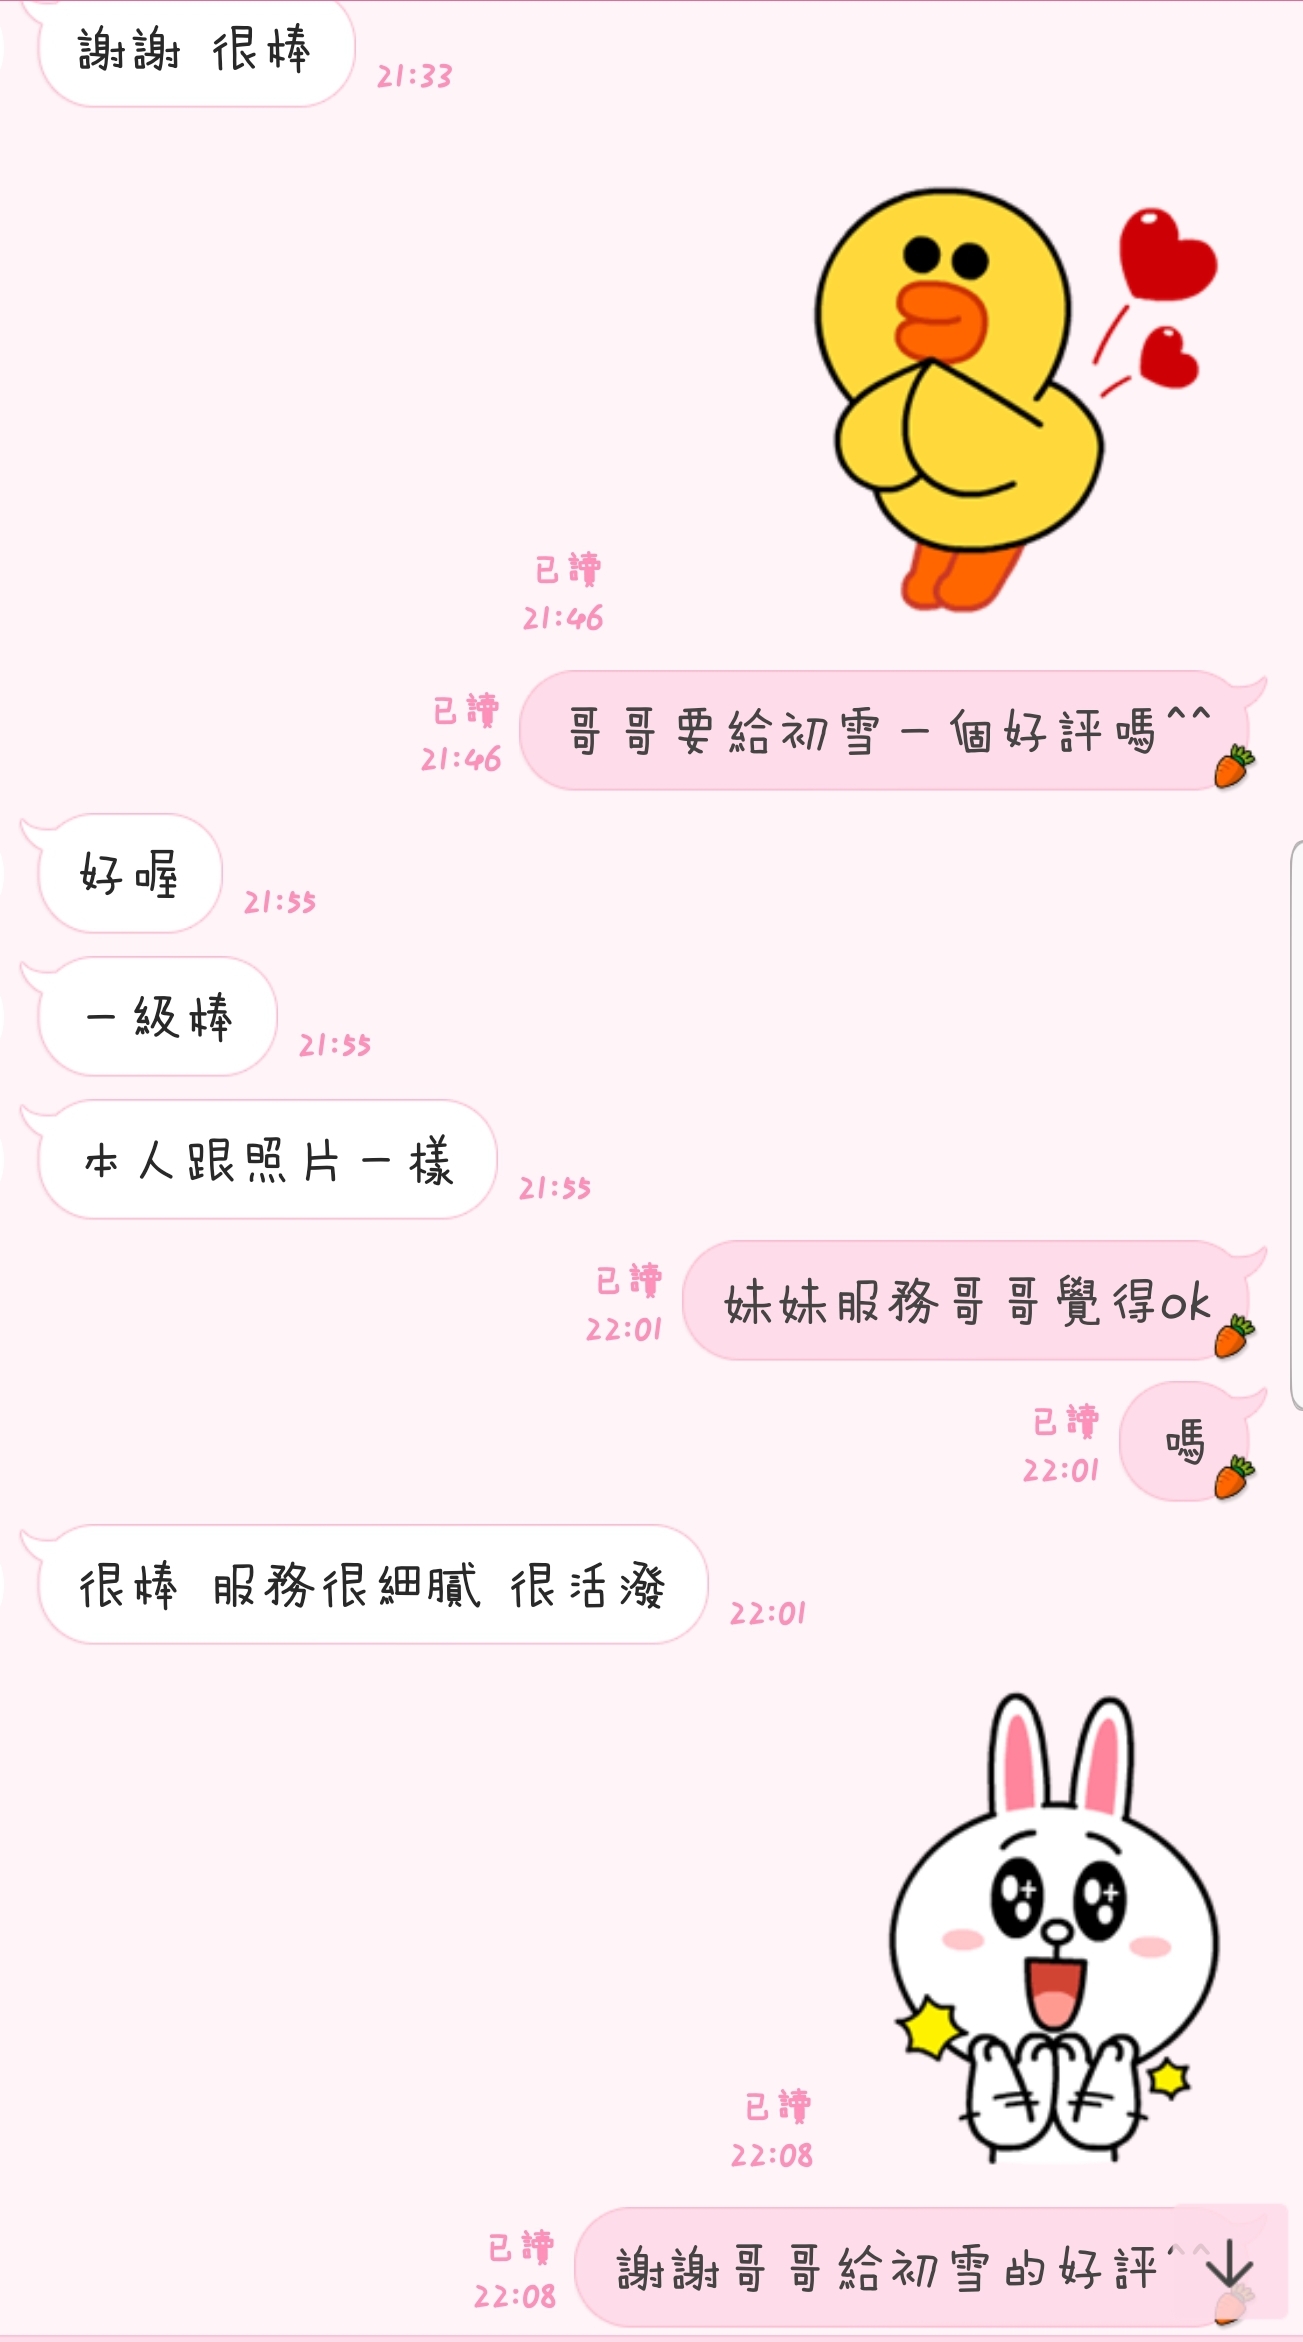 謝謝 很棒
21:33
已讀
21:46
已讀
21:46
哥哥要給初雪一個好評嗎^^
好喔
21:55
一級棒
21:55
本人跟照片一樣
21:55
已讀
22:01
妹妹服務哥哥覺得ok
已讀
22:01
嗎
很棒 服務很細膩 很活潑
22:01
已讀
22:08
已讀
22:08
謝謝哥哥給初雪的好評^^